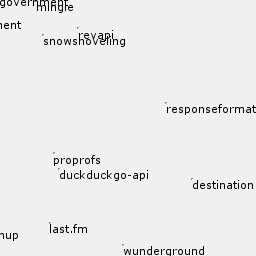 government
mingle
ment
revapi
snowshoveling
responseformat
proprofs
duckduckgo-api
destination
last.fm
nup
wunderground